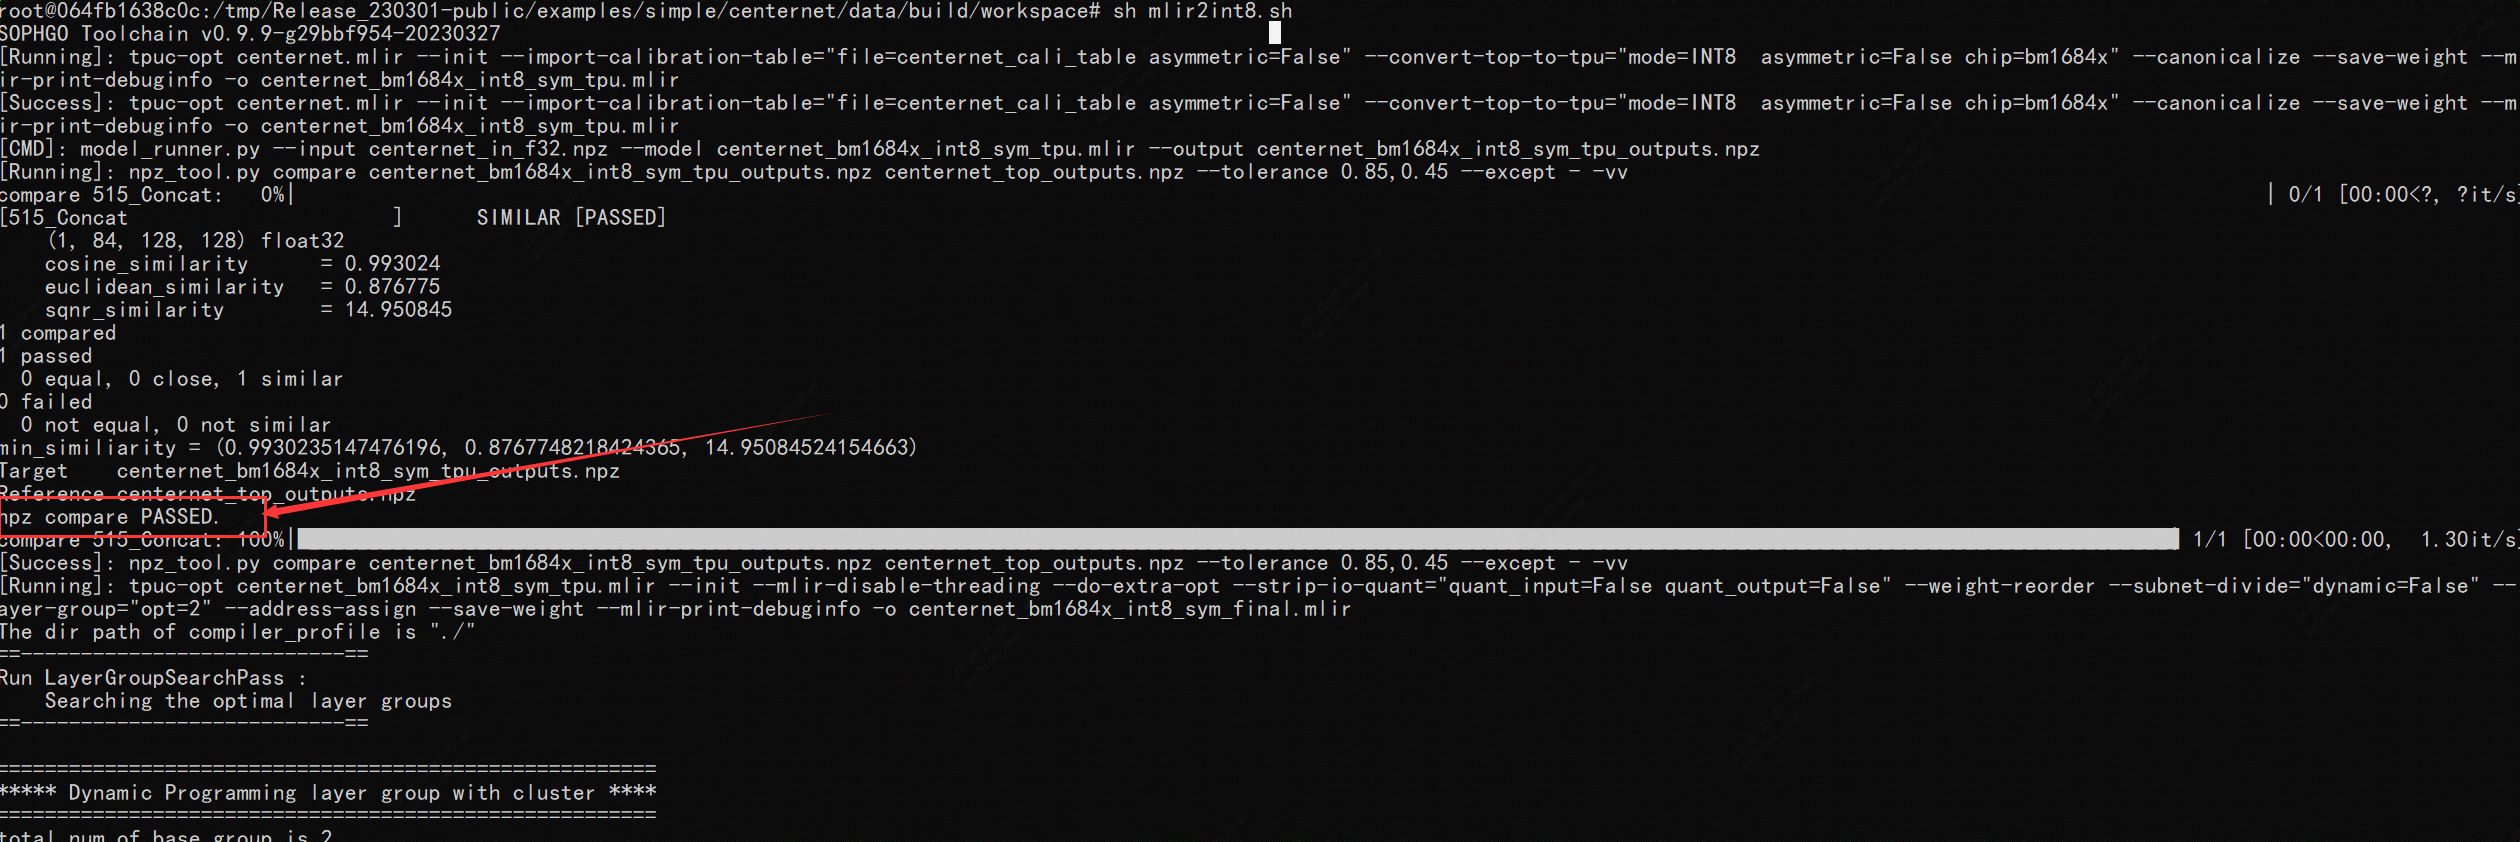 root@064fb1638c0c:/tmp/Release_230301-public/examples/simple/centernet/data/build/workspace# sh mlir2int8.sh
SOPHGO Toolchain v0.9.9-g29bbf954-20230327
[Running]: tpuc-opt centernet.mlir --init --import-calibration-table="file=centernet_cali_table asymmetric=False" --convert-top-to-tpu="mode=INT8  asymmetric=False chip=bm1684x" --canonicalize --save-weight --m
ir-print-debuginfo -o centernet_bm1684x_int8_sym_tpu.mlir
[Success]: tpuc-opt centernet.mlir --init --import-calibration-table="file=centernet_cali_table asymmetric=False" --convert-top-to-tpu="mode=INT8  asymmetric=False chip=bm1684x" --canonicalize --save-weight --m
ir-print-debuginfo -o centernet_bm1684x_int8_sym_tpu.mlir
[CMD]: model_runner.py --input centernet_in_f32.npz --model centernet_bm1684x_int8_sym_tpu.mlir --output centernet_bm1684x_int8_sym_tpu_outputs.npz
[Running]: npz_tool.py compare centernet_bm1684x_int8_sym_tpu_outputs.npz centernet_top_outputs.npz --tolerance 0.85,0.45 --except - -vv
compare 515_Concat:   0%| | 0/1 [00:00<?, ?it/s]
[515_Concat ] SIMILAR [PASSED]
(1, 84, 128, 128) float32
cosine_similarity = 0.993024
euclidean_similarity = 0.876775
sqnr_similarity = 14.950845
1 compared
1 passed
0 equal, 0 close, 1 similar
0 failed
0 not equal, 0 not similar
min_similiarity = (0.9930235147476196, 0.8767748218424365, 14.95084524154663)
Target    centernet_bm1684x_int8_sym_tpu_outputs.npz
Reference centernet_top_outputs.npz
npz compare PASSED.
compare 515_Concat: 100%| 1/1 [00:00<00:00,  1.30it/s]
[Success]: npz_tool.py compare centernet_bm1684x_int8_sym_tpu_outputs.npz centernet_top_outputs.npz --tolerance 0.85,0.45 --except - -vv
[Running]: tpuc-opt centernet_bm1684x_int8_sym_tpu.mlir --init --mlir-disable-threading --do-extra-opt --strip-io-quant="quant_input=False quant_output=False" --weight-reorder --subnet-divide="dynamic=False" --
ayer-group="opt=2" --address-assign --save-weight --mlir-print-debuginfo -o centernet_bm1684x_int8_sym_final.mlir
The dir path of compiler_profile is "./"
==---------------------------==
Run LayerGroupSearchPass :
Searching the optimal layer groups
==---------------------------==
=======================================================
***** Dynamic Programming layer group with cluster ****
=======================================================
total num of base_group is 2